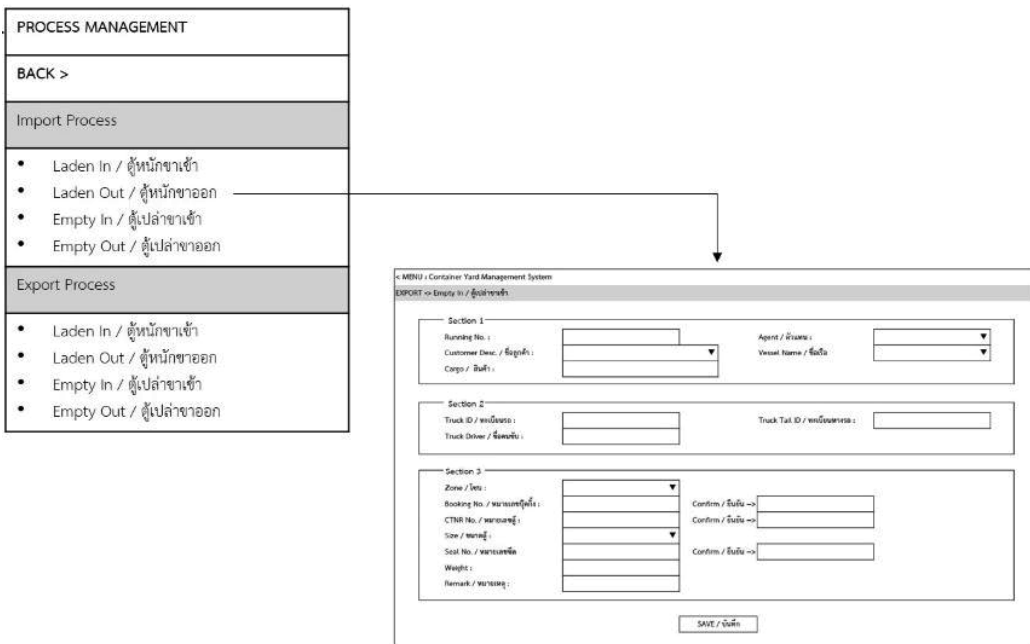 PROCESS MANAGEMENT
BACK >
Import Process
• Laden In / ตู้หนักขาเข้า
• Laden Out / ตู้หนักขาออก
• Empty In / ตู้เปล่าขาเข้า
• Empty Out / ตู้เปล่าขาออก
Export Process
• Laden In / ตู้หนักขาเข้า
• Laden Out / ตู้หนักขาออก
• Empty In / ตู้เปล่าขาเข้า
• Empty Out / ตู้เปล่าขาออก
< MENU : Container Yard Management System
EXPORT => Empty In / ตู้เปล่าขาเข้า
Section 1
Running No. :
Agent / ตัวแทน :
Customer Desc. / ชื่อลูกค้า :
Vessel Name / ชื่อเรือ
Cargo / สินค้า :
Section 2
Truck ID / ทะเบียนรถ :
Truck Tail ID / ทะเบียนหางรถ :
Truck Driver / ชื่อคนขับ :
Section 3
Zone / โซน :
Booking No. / หมายเลขบุ๊คกิ้ง :
Confirm / ยืนยัน -->
CTNR No. / หมายเลขตู้ :
Confirm / ยืนยัน -->
Size / ขนาดตู้ :
Seal No. / หมายเลขซีล
Confirm / ยืนยัน -->
Weight :
Remark / หมายเหตุ :
SAVE / บันทึก